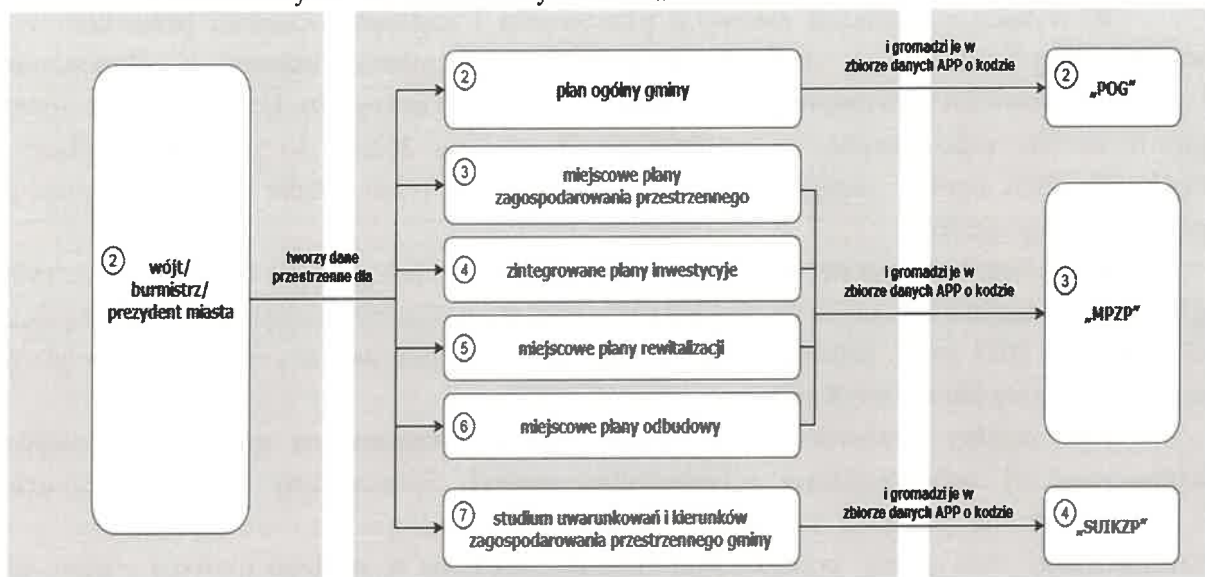 ② wójt/
burmistrz/
prezydent miasta
tworzy dane
przestrzenne dla
② plan ogólny gminy
③ miejscowe plany
zagospodarowania przestrzennego
④ zintegrowane plany inwestycyje
⑤ miejscowe plany rewitalizacji
⑥ miejscowe plany odbudowy
⑦ studium uwarunkowań i kierunków
zagospodarowania przestrzennego gminy
i gromadzi je w
zbiorze danych APP o kodzie
② „POG”
i gromadzi je w
zbiorze danych APP o kodzie
③
„MPZP”
i gromadzi je w
zbiorze danych APP o kodzie
④
„SUIKZP”